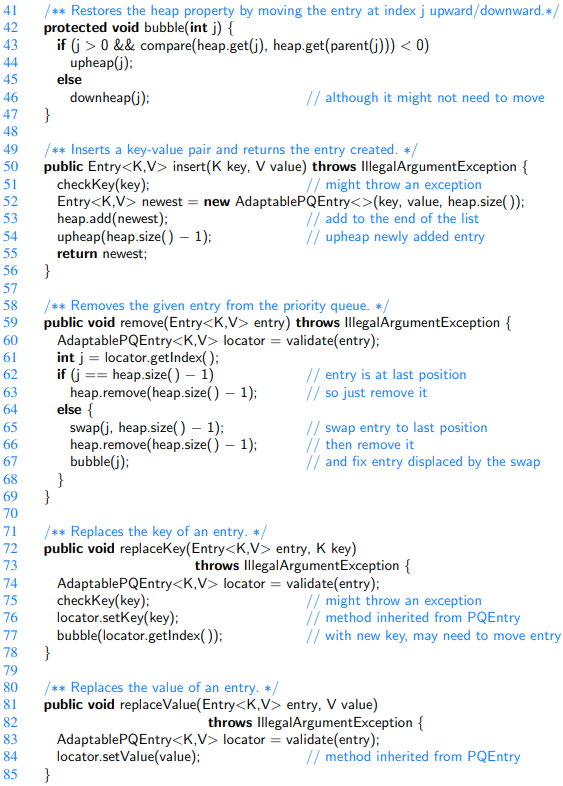 41 /** Restores the heap property by moving the entry at index j upward/downward.*/
42 protected void bubble(int j) {
43 if (j > 0 && compare(heap.get(j), heap.get(parent(j))) < 0)
44 upheap(j);
45 else
46 downheap(j); // although it might not need to move
47 }
48
49 /** Inserts a key-value pair and returns the entry created. */
50 public Entry<K,V> insert(K key, V value) throws IllegalArgumentException {
51 checkKey(key); // might throw an exception
52 Entry<K,V> newest = new AdaptablePQEntry<>(key, value, heap.size());
53 heap.add(newest); // add to the end of the list
54 upheap(heap.size() − 1); // upheap newly added entry
55 return newest;
56 }
57
58 /** Removes the given entry from the priority queue. */
59 public void remove(Entry<K,V> entry) throws IllegalArgumentException {
60 AdaptablePQEntry<K,V> locator = validate(entry);
61 int j = locator.getIndex();
62 if (j == heap.size() − 1) // entry is at last position
63 heap.remove(heap.size() − 1); // so just remove it
64 else {
65 swap(j, heap.size() − 1); // swap entry to last position
66 heap.remove(heap.size() − 1); // then remove it
67 bubble(j); // and fix entry displaced by the swap
68 }
69 }
70
71 /** Replaces the key of an entry. */
72 public void replaceKey(Entry<K,V> entry, K key)
73 throws IllegalArgumentException {
74 AdaptablePQEntry<K,V> locator = validate(entry);
75 checkKey(key); // might throw an exception
76 locator.setKey(key); // method inherited from PQEntry
77 bubble(locator.getIndex()); // with new key, may need to move entry
78 }
79
80 /** Replaces the value of an entry. */
81 public void replaceValue(Entry<K,V> entry, V value)
82 throws IllegalArgumentException {
83 AdaptablePQEntry<K,V> locator = validate(entry);
84 locator.setValue(value); // method inherited from PQEntry
85 }